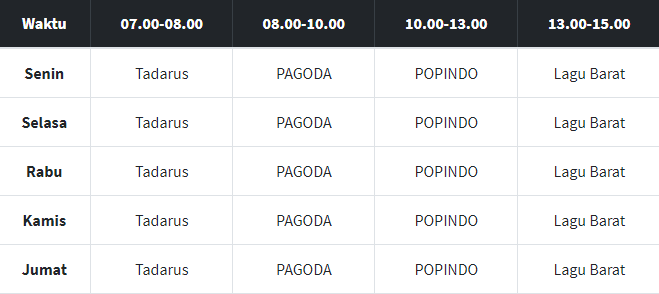 Waktu 07.00-08.00 08.00-10.00 10.00-13.00 13.00-15.00
Senin Tadarus PAGODA POPINDO Lagu Barat
Selasa Tadarus PAGODA POPINDO Lagu Barat
Rabu Tadarus PAGODA POPINDO Lagu Barat
Kamis Tadarus PAGODA POPINDO Lagu Barat
Jumat Tadarus PAGODA POPINDO Lagu Barat